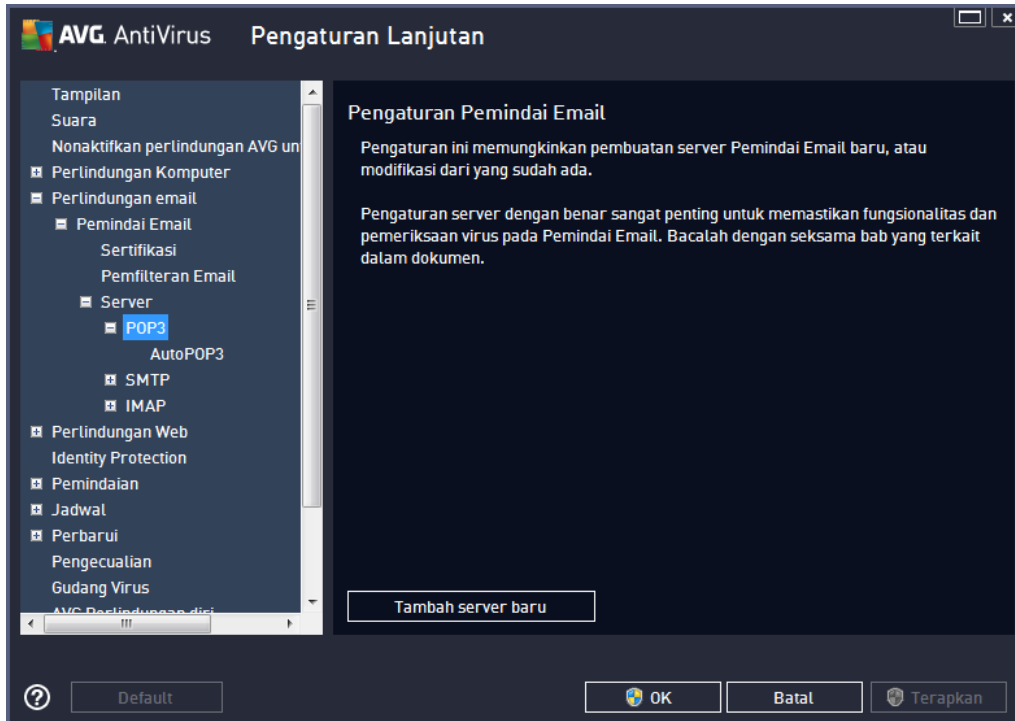 AVG AntiVirus Pengaturan Lanjutan
Tampilan
Suara
Nonaktifkan perlindungan AVG un
Perlindungan Komputer
Perlindungan email
Pemindai Email
Sertifikasi
Pemfilteran Email
Server
POP3
AutoPOP3
SMTP
IMAP
Perlindungan Web
Identity Protection
Pemindaian
Jadwal
Perbarui
Pengecualian
Gudang Virus
AVG Perlindungan diri
Pengaturan Pemindai Email
Pengaturan ini memungkinkan pembuatan server Pemindai Email baru, atau
modifikasi dari yang sudah ada.
Pengaturan server dengan benar sangat penting untuk memastikan fungsionalitas dan
pemeriksaan virus pada Pemindai Email. Bacalah dengan seksama bab yang terkait
dalam dokumen.
Tambah server baru
Default
OK
Batal
Terapkan